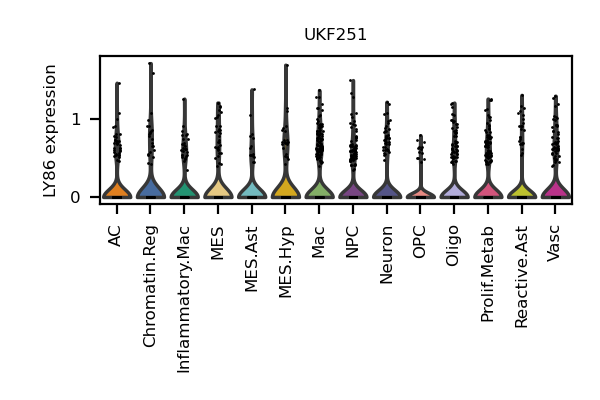 UKF251
LY86 expression
1
0
AC
Chromatin.Reg
Inflammatory.Mac
MES
MES.Ast
MES.Hyp
Mac
NPC
Neuron
OPC
Oligo
Prolif.Metab
Reactive.Ast
Vasc